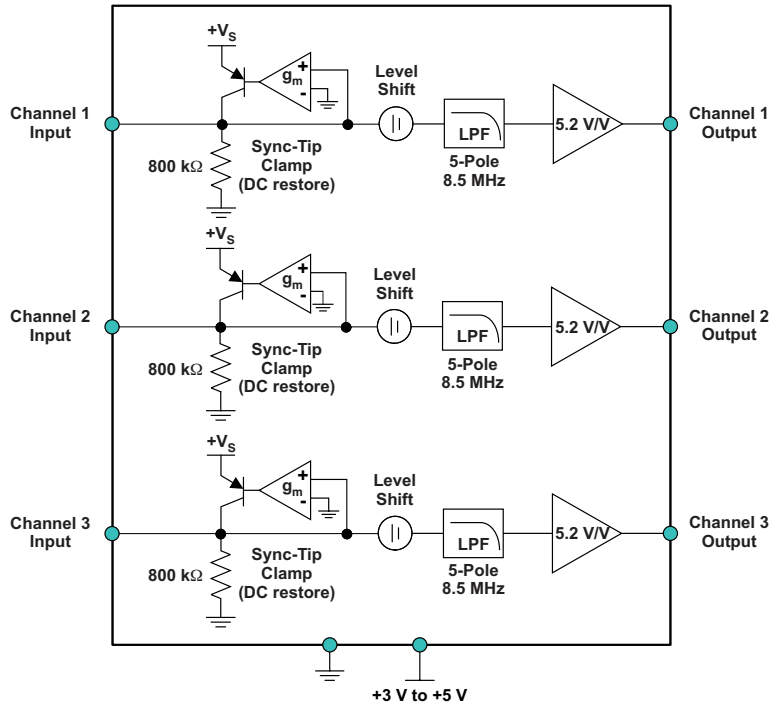 +VS
gm
+
-
Level
Shift
Channel 1
Input
LPF
5.2 V/V
Channel 1
Output
800 kΩ
Sync-Tip
Clamp
(DC restore)
5-Pole
8.5 MHz
+VS
gm
+
-
Level
Shift
Channel 2
Input
LPF
5.2 V/V
Channel 2
Output
800 kΩ
Sync-Tip
Clamp
(DC restore)
5-Pole
8.5 MHz
+VS
gm
+
-
Level
Shift
Channel 3
Input
LPF
5.2 V/V
Channel 3
Output
800 kΩ
Sync-Tip
Clamp
(DC restore)
5-Pole
8.5 MHz
+3 V to +5 V